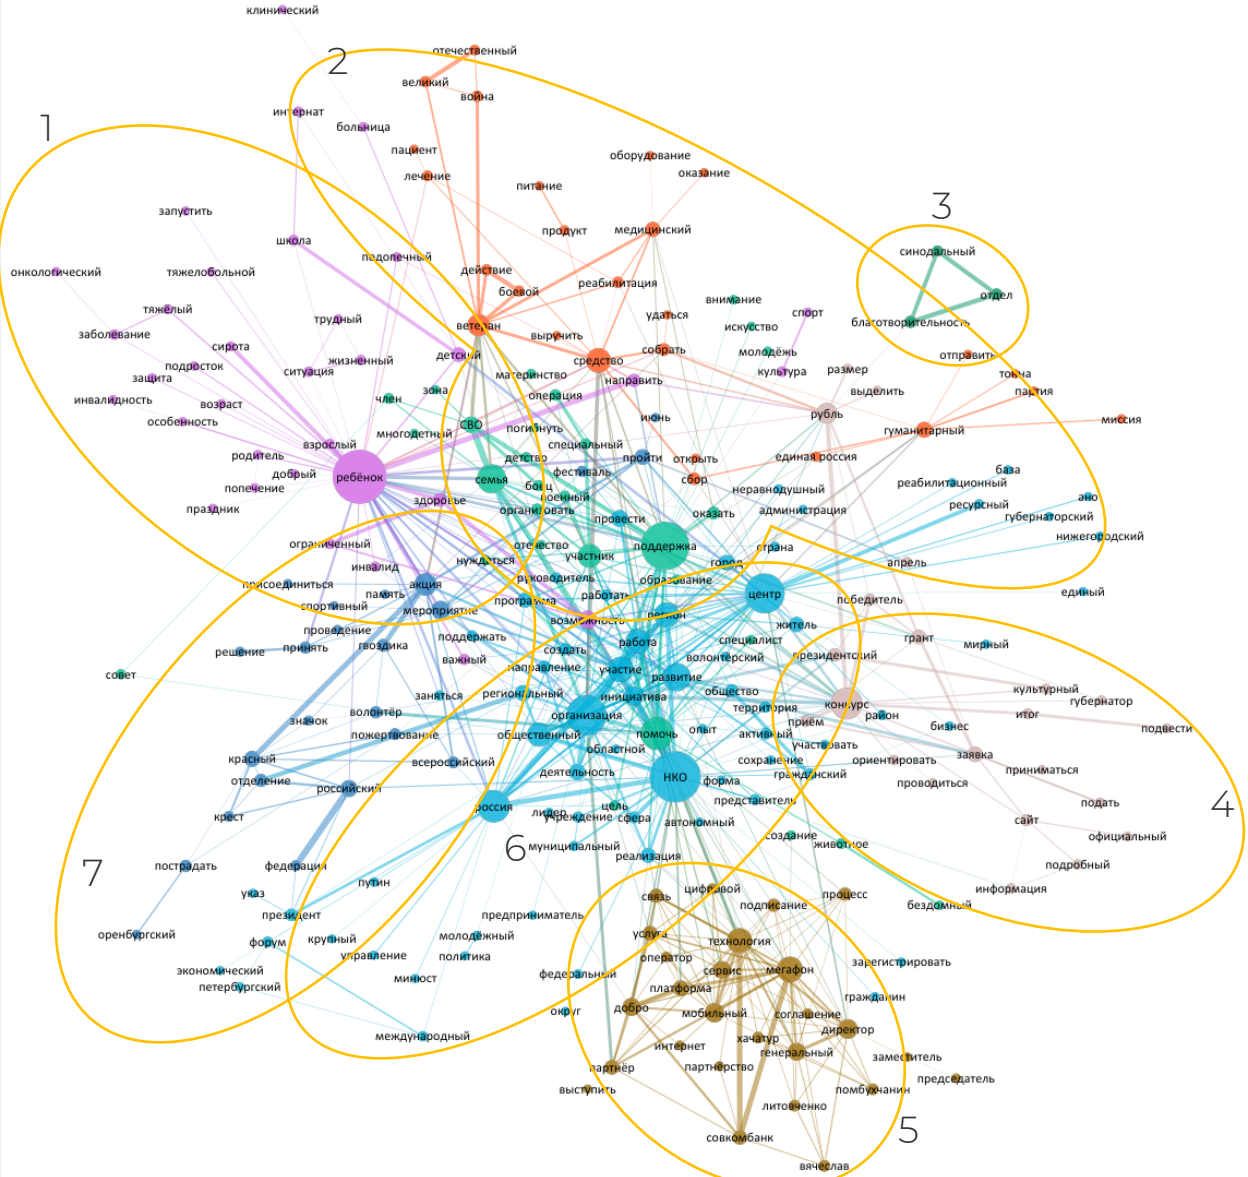 клинический
2
отечественный
великий
война
интернат
1
больница
пациент
оборудование
лечение
оказание
питание
3
запустить
продукт
медицинский
школа
синодальный
подопечный
онкологический
тяжелобольной
действие
реабилитация
боевой
отдел
внимание
тяжёлый
спорт
трудный
удаться
благотворительность
ветеран
искусство
заболевание
выручить
сирота
собрать
молодёжь
детский
отправить
жизненный
средство
подросток
ситуация
культура
размер
материнство
точка
защита
направить
зона
операция
выделить
партия
инвалидность
член
возраст
рубль
июнь
миссия
особенность
СВО
погибнуть
гуманитарный
многодетный
взрослый
специальный
родитель
детство
пройти
открыть
единая россия
добрый
ребёнок
семья
фестиваль
сбор
база
попечение
боец
неравнодушный
реабилитационный
здоровье
военный
ано
праздник
организовать
провести
оказать
администрация
ресурсный
губернаторский
нижегородский
ограниченный
отечество
поддержка
страна
инвалид
нуждаться
участник
город
апрель
присоединиться
акция
руководитель
образование
память
программа
работать
центр
единый
спортивный
мероприятие
возможность
регион
победитель
проведение
поддержать
работа
житель
решение
принять
гвоздика
создать
специалист
грант
мирный
важный
направление
участие
волонтёрский
президентский
совет
развитие
заняться
региональный
инициатива
общество
культурный
губернатор
значок
волонтёр
организация
территория
конкурс
район
итог
пожертвование
общественный
помочь
опыт
активный
приём
бизнес
подвести
областной
участвовать
красный
всероссийский
сохранение
ориентировать
заявка
отделение
российский
деятельность
НКО
форма
гражданский
проводиться
приниматься
крест
россия
лидер
цель
представитель
подать
4
учреждение
сфера
автономный
сайт
6
муниципальный
создание
животное
официальный
7
пострадать
федерация
реализация
подробный
указ
путин
связь
цифровой
процесс
информация
президент
предприниматель
подписание
бездомный
оренбургский
форум
крупный
молодёжный
услуга
технология
экономический
управление
политика
оператор
зарегистрировать
петербургский
минюст
федеральный
сервис
мегафон
платформа
гражданин
округ
добро
мобильный
соглашение
международный
хачатур
директор
интернет
генеральный
заместитель
партнёр
партнёрство
председатель
выступить
помбухчанин
литовченко
5
совкомбанк
вячеслав